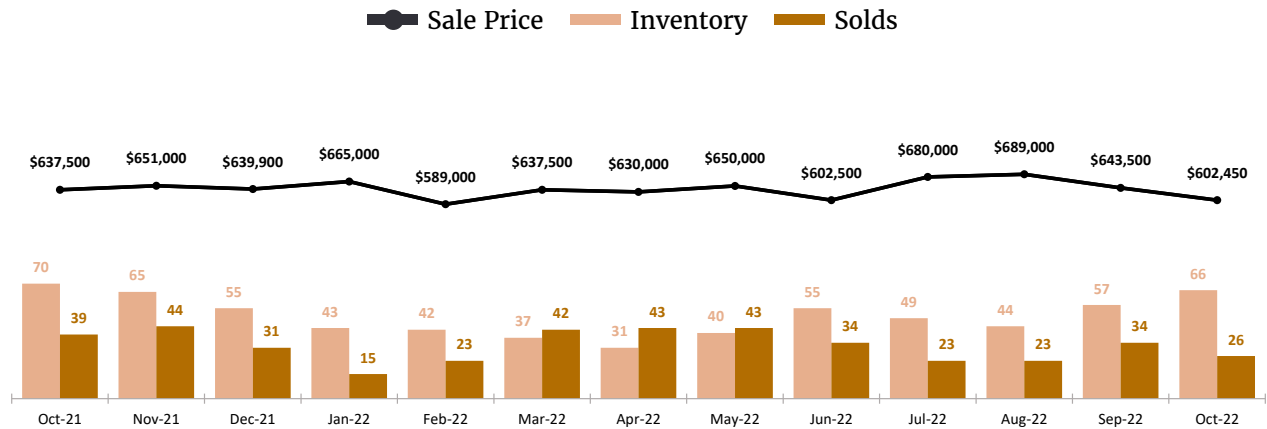 Sale Price Inventory Solds
$637,500 $651,000 $639,900 $665,000 $589,000 $637,500 $630,000 $650,000 $602,500 $680,000 $689,000 $643,500 $602,450
70 39 65 44 55 31 43 15 42 23 37 42 31 43 40 43 55 34 49 23 44 23 57 34 66 26
Oct-21 Nov-21 Dec-21 Jan-22 Feb-22 Mar-22 Apr-22 May-22 Jun-22 Jul-22 Aug-22 Sep-22 Oct-22